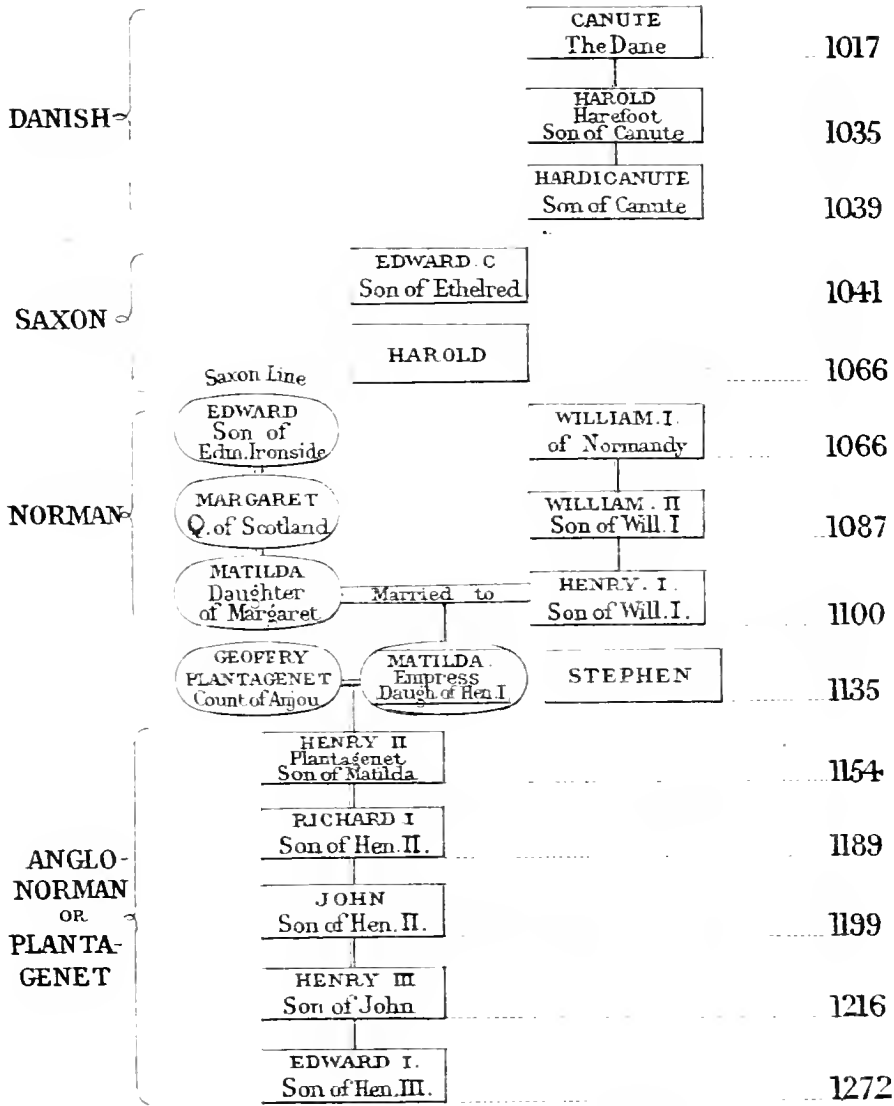 CANUTE
The Dane
1017
DANISH
HAROLD
Harefoot
Son of Canute
1035
HARDICANUTE
Son of Canute
1039
SAXON
EDWARD. C
Son of Ethelred
1041
HAROLD
1066
Saxon Line
NORMAN
EDWARD
Son of
Edm. Ironside
WILLIAM. I.
of Normandy
1066
MARGARET
Q. of Scotland
WILLIAM. II
Son of Will. I
1087
MATILDA
Daughter
of Margaret
Married to
HENRY. I.
Son of Will. I.
1100
GEOFFRY
PLANTAGENET
Count of Anjou
MATILDA.
Empress
Daugh. of Hen. I
STEPHEN
1135
ANGLO-
NORMAN
OR
PLANTA-
GENET
HENRY II
Plantagenet
Son of Matilda
1154
RICHARD I
Son of Hen. II.
1189
JOHN
Son of Hen. II.
1199
HENRY III
Son of John
1216
EDWARD I.
Son of Hen. III.
1272